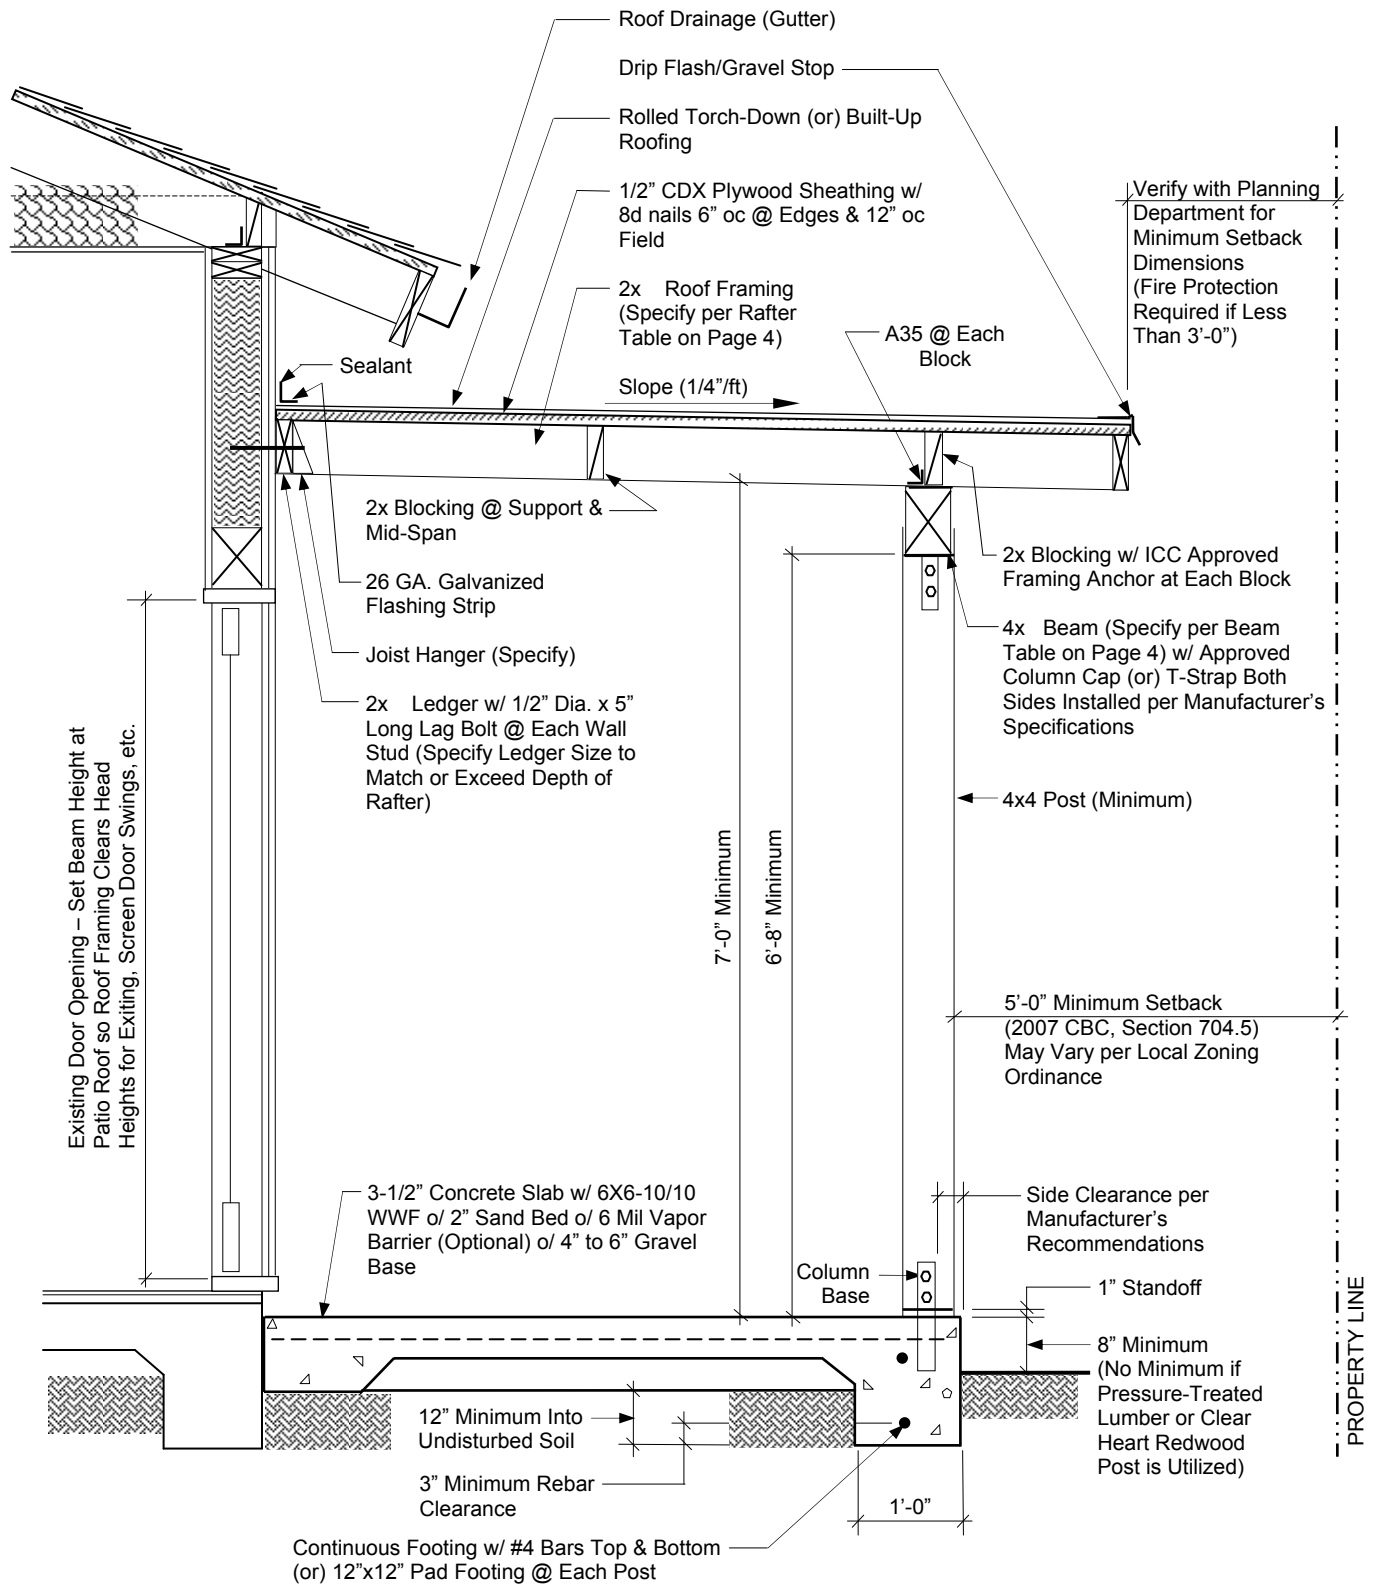 Roof Drainage (Gutter)
Drip Flash/Gravel Stop
Rolled Torch-Down (or) Built-Up
Roofing
1/2” CDX Plywood Sheathing w/
8d nails 6” oc @ Edges & 12” oc
Field
2x Roof Framing
(Specify per Rafter
Table on Page 4)
Verify with Planning
Department for
Minimum Setback
Dimensions
(Fire Protection
Required if Less
Than 3’-0”)
A35 @ Each
Block
Sealant
Slope (1/4”/ft)
2x Blocking @ Support &
Mid-Span
26 GA. Galvanized
Flashing Strip
Joist Hanger (Specify)
2x Ledger w/ 1/2” Dia. x 5”
Long Lag Bolt @ Each Wall
Stud (Specify Ledger Size to
Match or Exceed Depth of
Rafter)
2x Blocking w/ ICC Approved
Framing Anchor at Each Block
4x Beam (Specify per Beam
Table on Page 4) w/ Approved
Column Cap (or) T-Strap Both
Sides Installed per Manufacturer’s
Specifications
4x4 Post (Minimum)
Existing Door Opening – Set Beam Height at
Patio Roof so Roof Framing Clears Head
Heights for Exiting, Screen Door Swings, etc.
7’-0” Minimum
6’-8” Minimum
5’-0” Minimum Setback
(2007 CBC, Section 704.5)
May Vary per Local Zoning
Ordinance
3-1/2” Concrete Slab w/ 6X6-10/10
WWF o/ 2” Sand Bed o/ 6 Mil Vapor
Barrier (Optional) o/ 4” to 6” Gravel
Base
Side Clearance per
Manufacturer’s
Recommendations
Column
Base
1” Standoff
8” Minimum
(No Minimum if
Pressure-Treated
Lumber or Clear
Heart Redwood
Post is Utilized)
PROPERTY LINE
12” Minimum Into
Undisturbed Soil
3” Minimum Rebar
Clearance
1’-0”
Continuous Footing w/ #4 Bars Top & Bottom
(or) 12”x12” Pad Footing @ Each Post